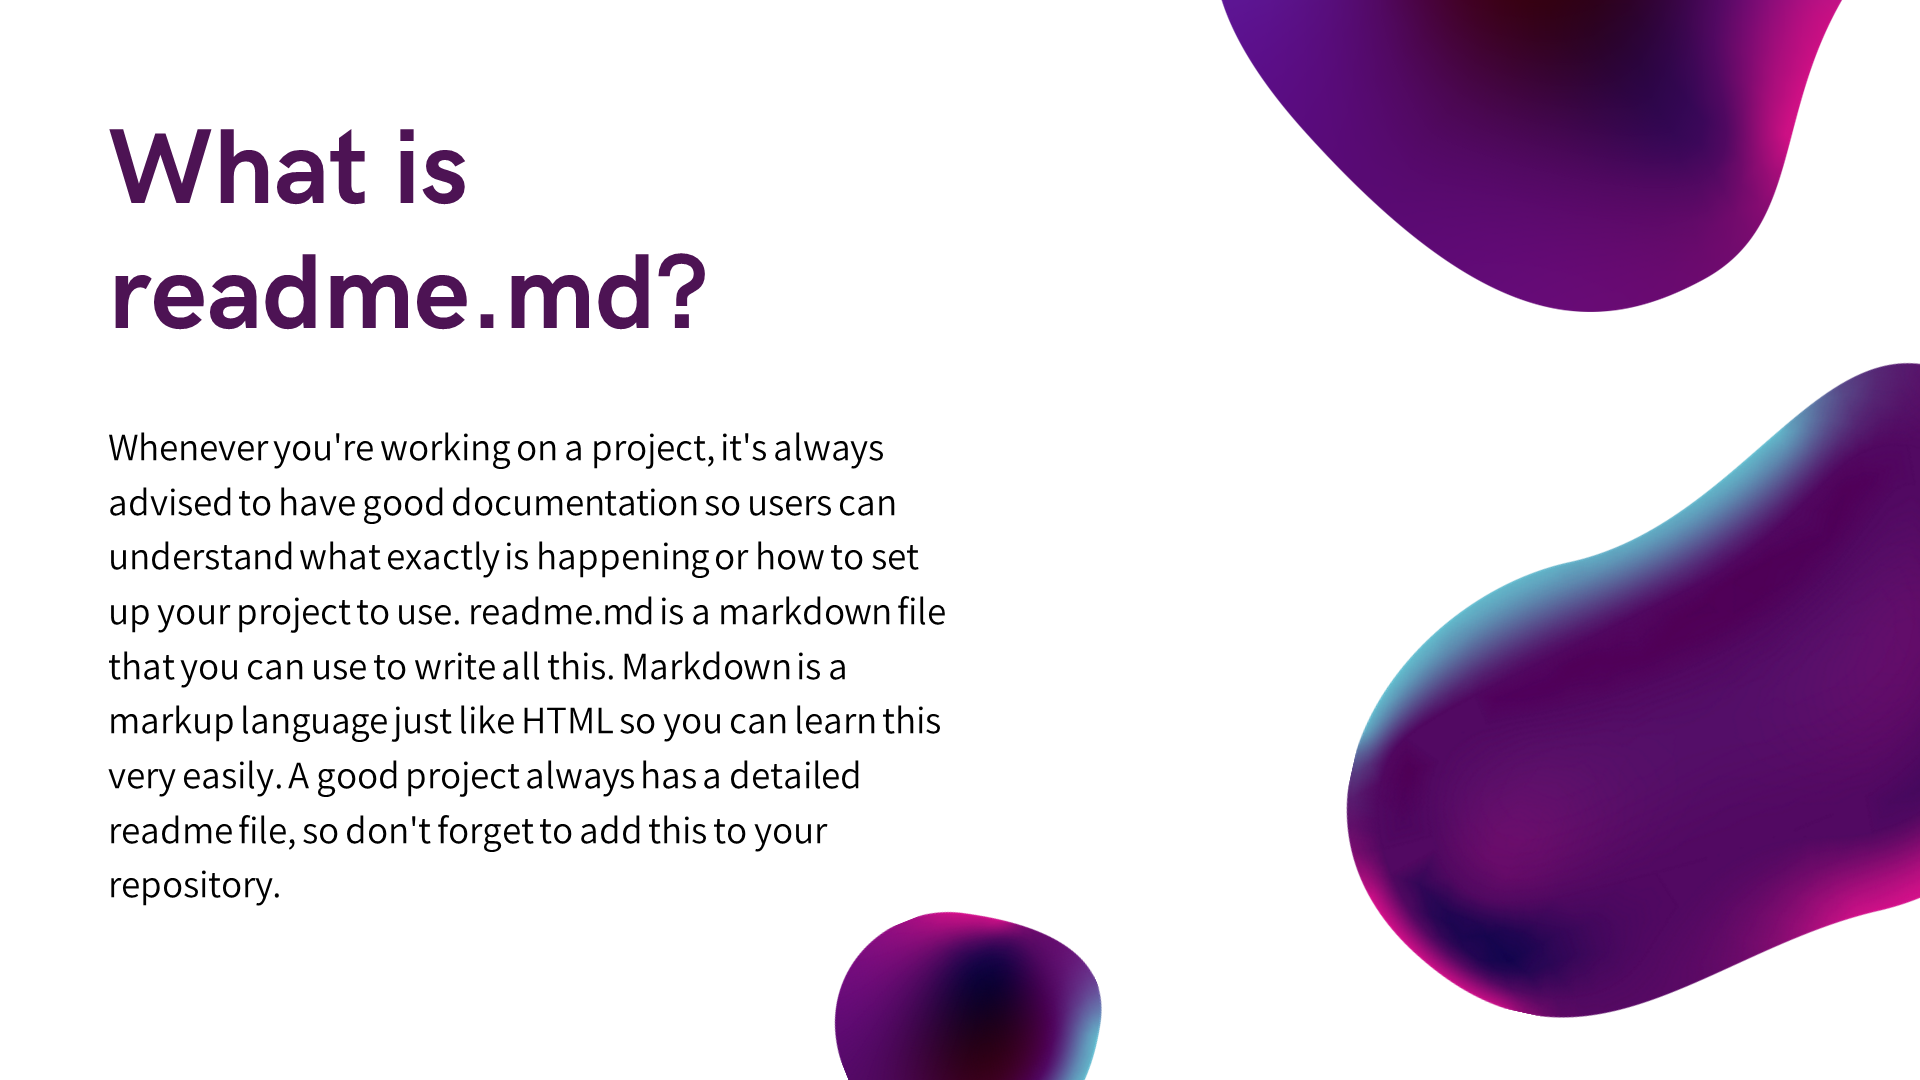 What is
readme.md?
Whenever you're working on a project, it's always
advised to have good documentation so users can
understand what exactly is happening or how to set
up your project to use. readme.md is a markdown file
that you can use to write all this. Markdown is a
markup language just like HTML so you can learn this
very easily. A good project always has a detailed
readme file, so don't forget to add this to your
repository.